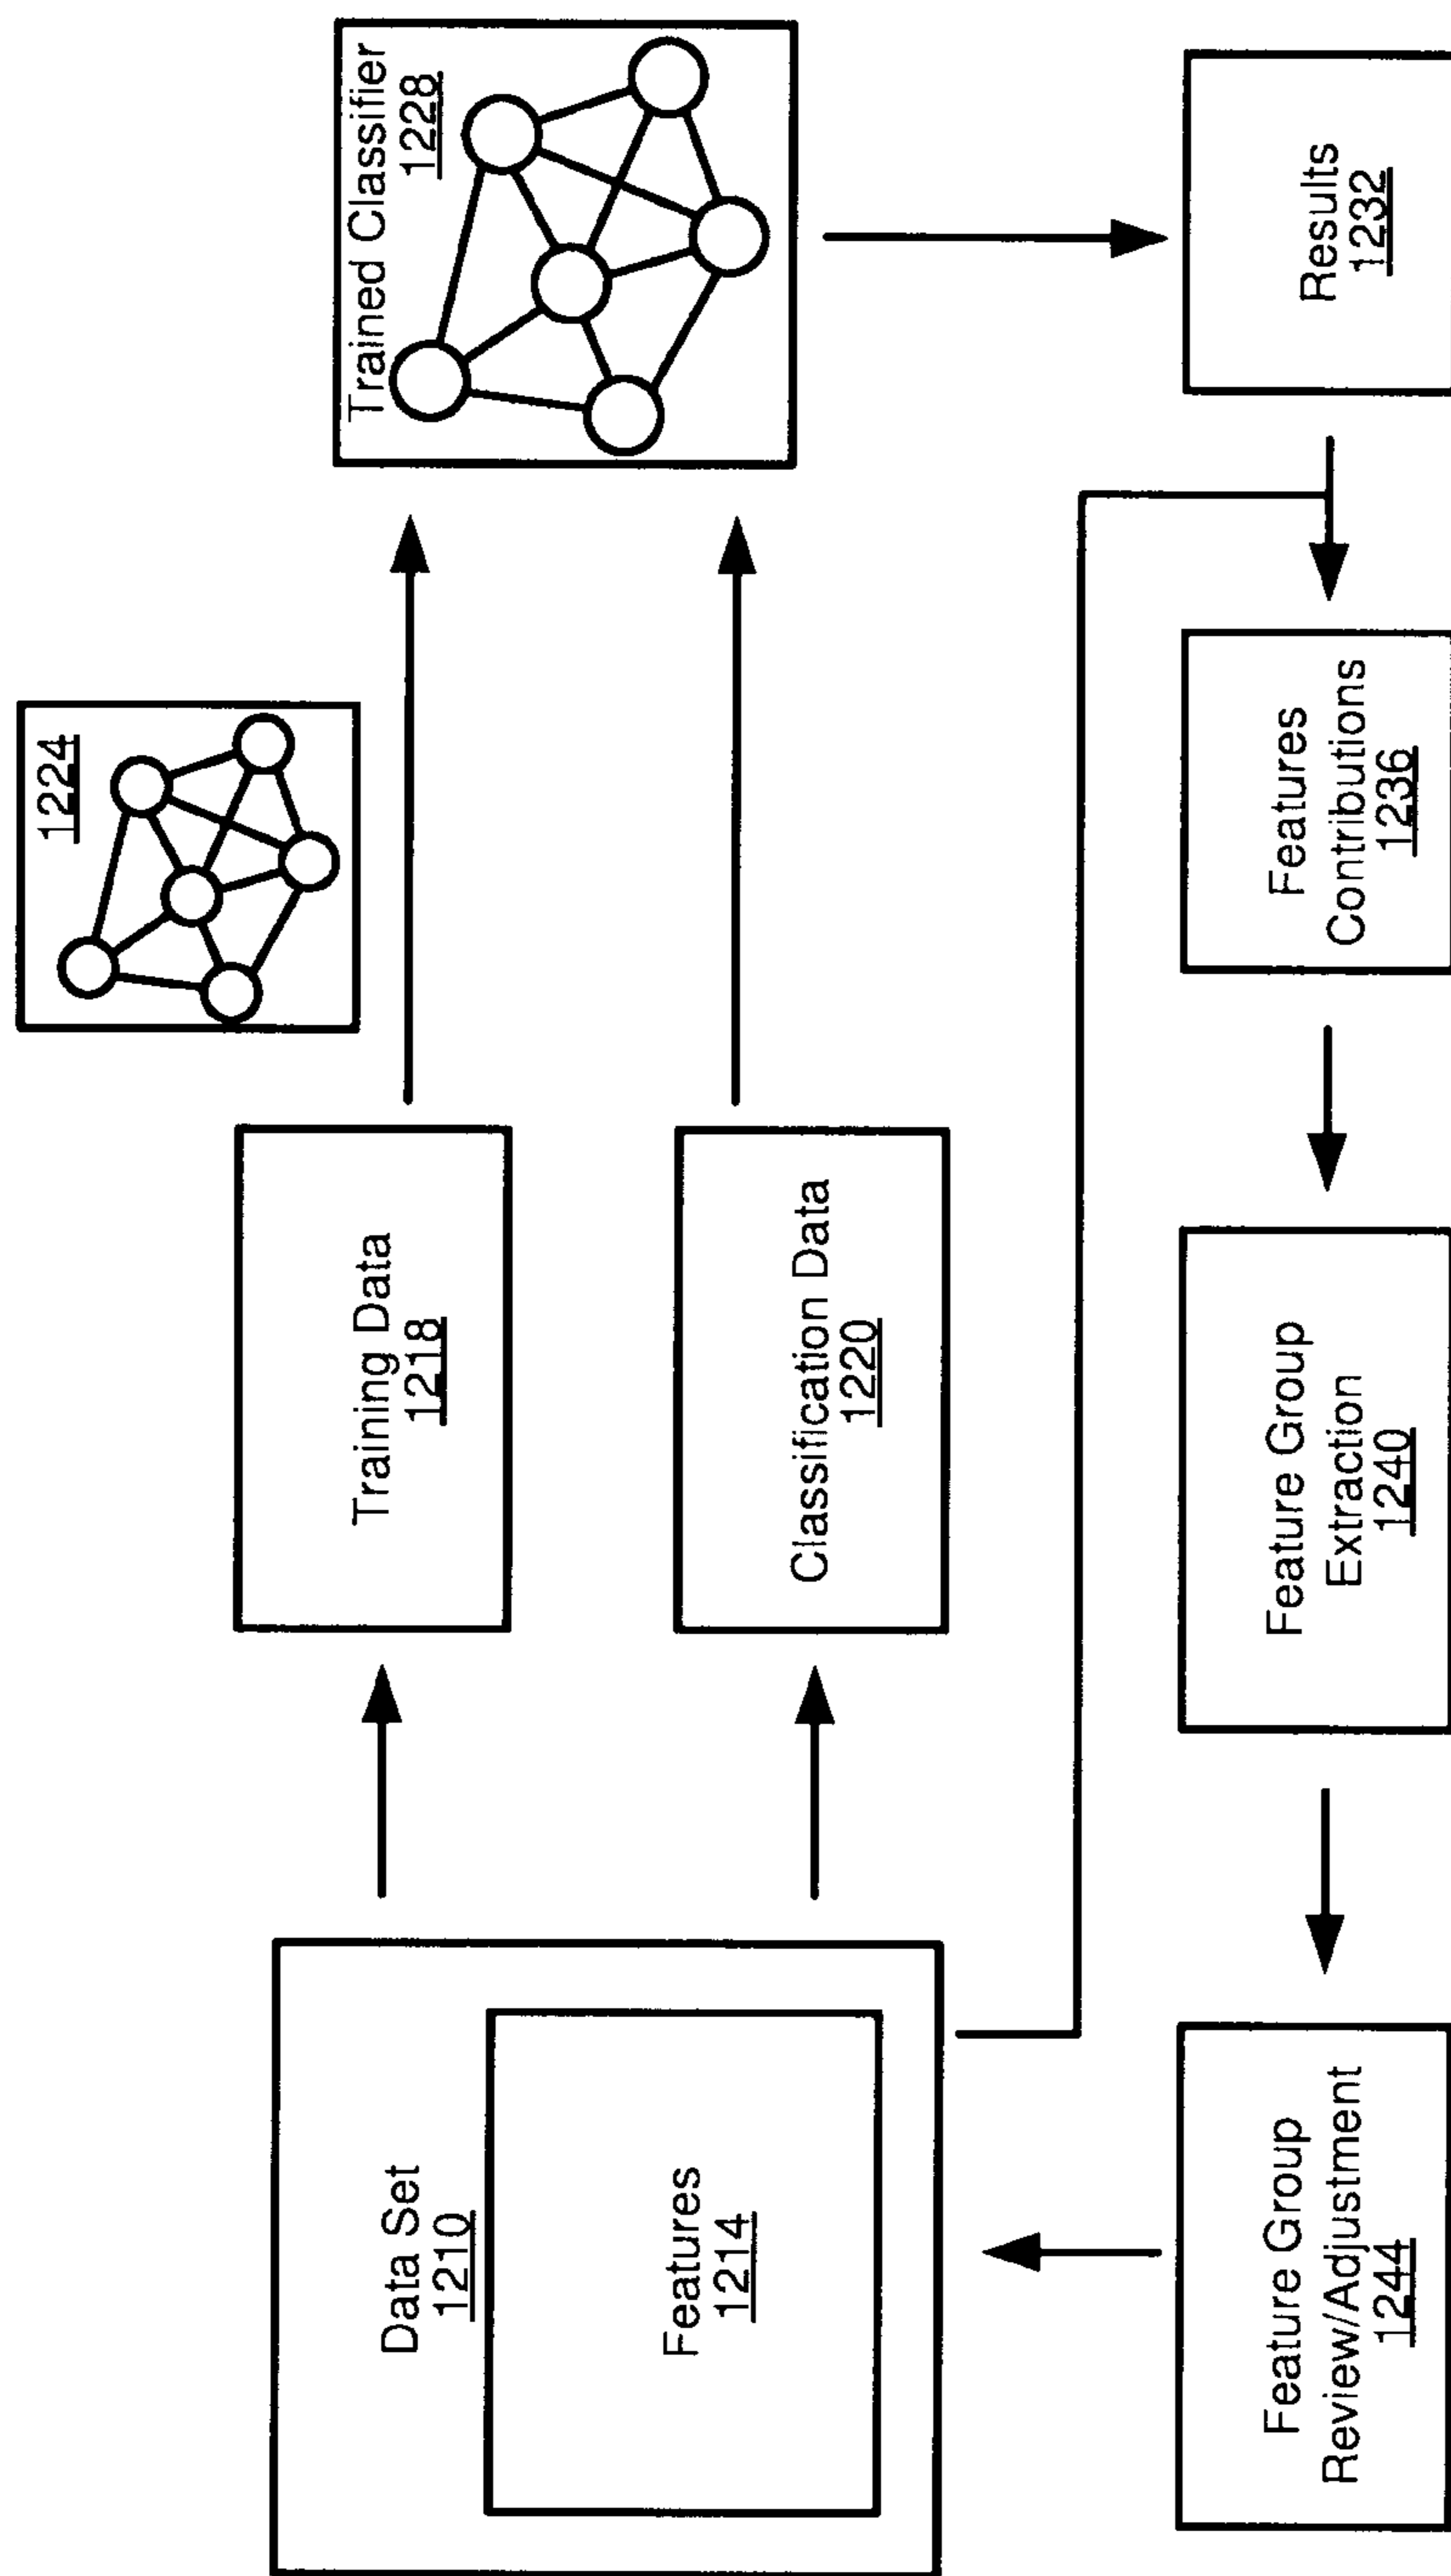 Data Set
1210
Features
1214
Training Data
1218
Classification Data
1220
1224
Trained Classifier
1228
Results
1232
Features
Contributions
1236
Feature Group
Extraction
1240
Feature Group
Review/Adjustment
1244